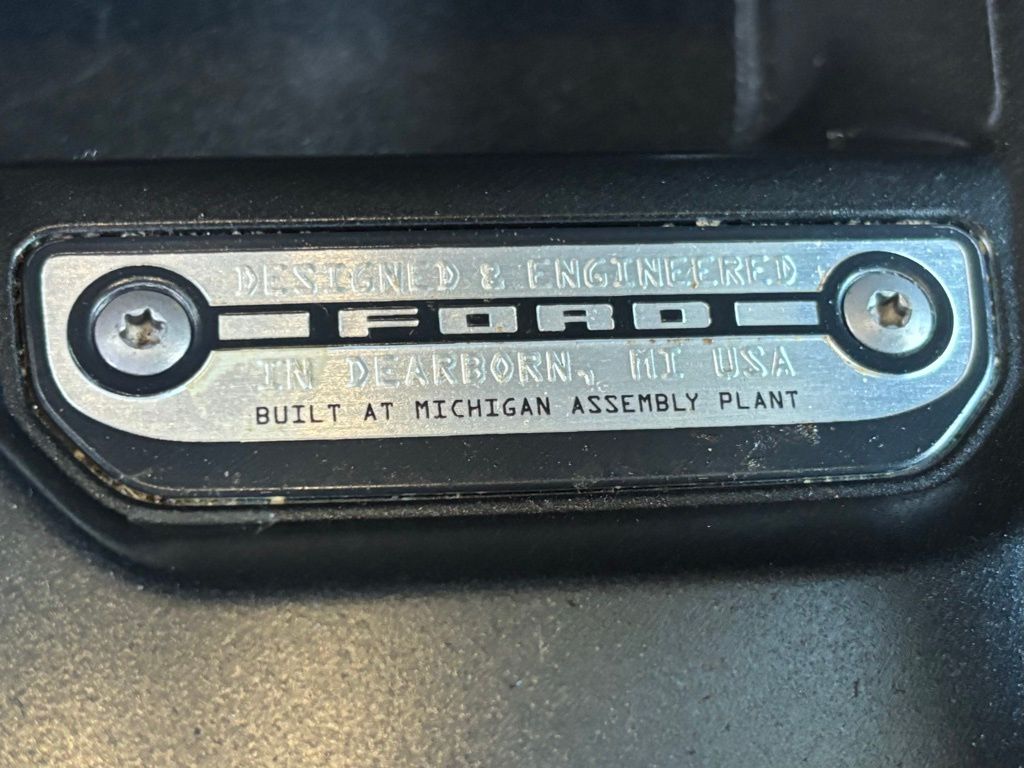 DESIGNED & ENGINEERED
FORD
IN DEARBORN, MI USA
BUILT AT MICHIGAN ASSEMBLY PLANT